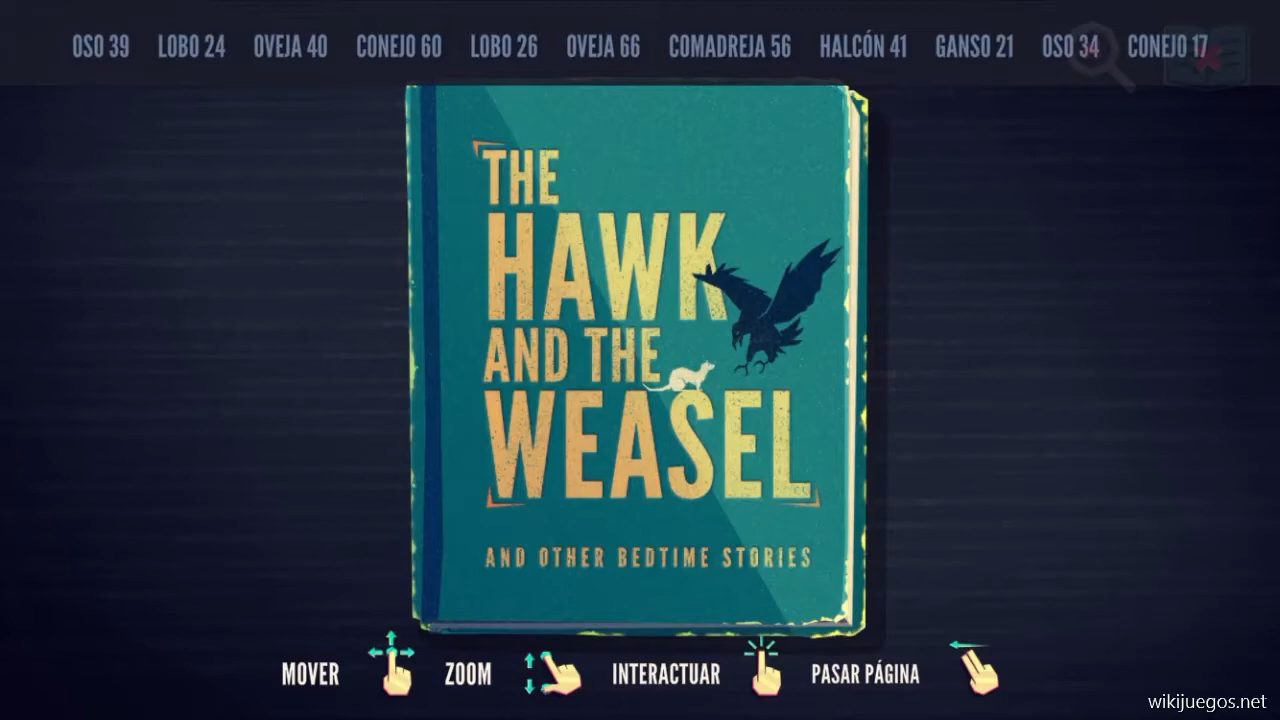 OSO 39 LOBO 24 OVEJA 40 CONEJO 60 LOBO 26 OVEJA 66 COMADREJA 56 HALCÓN 41 GANSO 21 OSO 34 CONEJO 17
THE
HAWK
AND THE
WEASEL
AND OTHER BEDTIME STORIES
MOVER ZOOM INTERACTUAR PASAR PÁGINA
wikijuegos.net